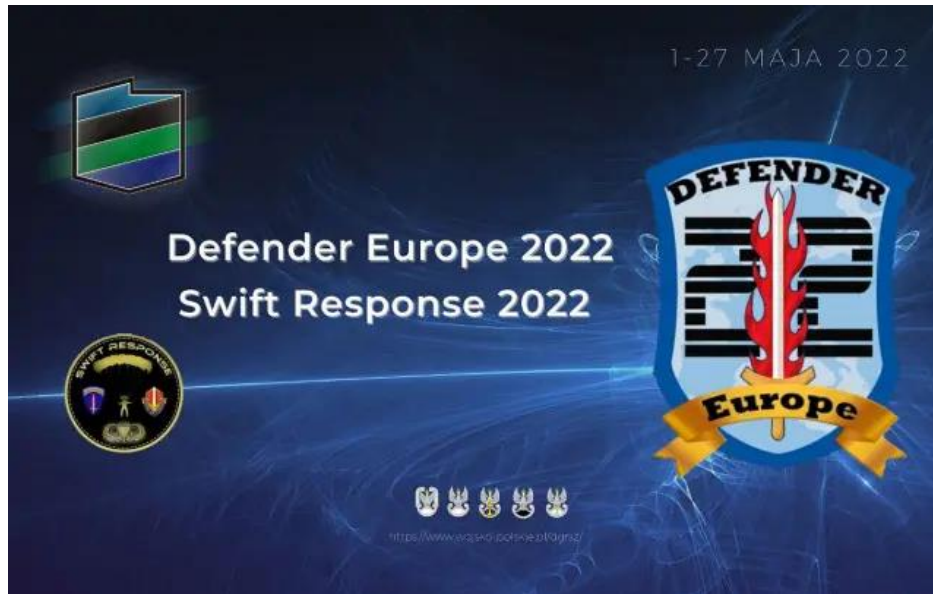 1-27 MAJA 2022
DEFENDER
22
Europe
Defender Europe 2022
Swift Response 2022
SWIFT RESPONSE
https://www.wojsko-polskie.pl/dgrsz/